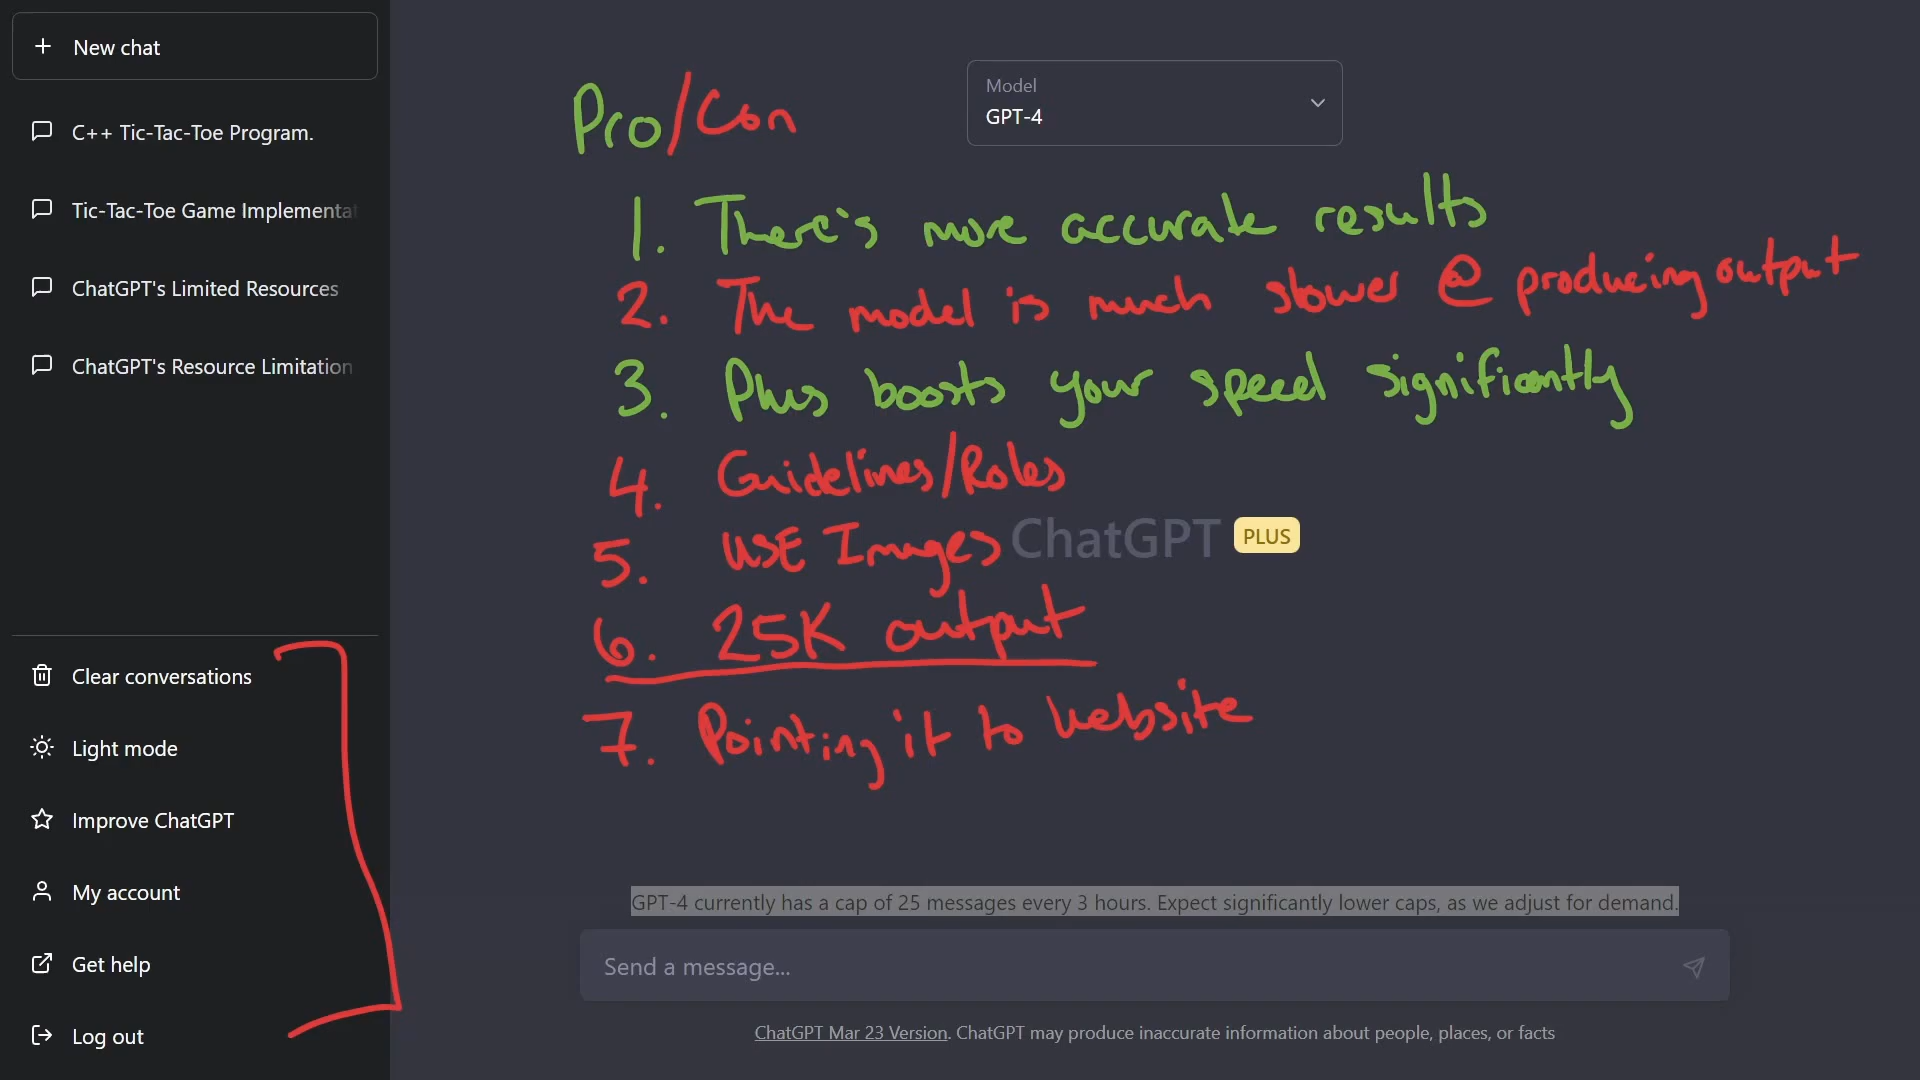 New chat
C++ Tic-Tac-Toe Program.
Tic-Tac-Toe Game Implementat
ChatGPT's Limited Resources
ChatGPT's Resource Limitation
Clear conversations
Light mode
Improve ChatGPT
My account
Get help
Log out
Model
GPT-4
Pro/Con
1. There's more accurate results
2. The model is much slower @ producing output
3. Plus boosts your speed significantly
4. Guidelines/Roles
5. USE Images
ChatGPT PLUS
6. 25K output
7. Pointing it to website
GPT-4 currently has a cap of 25 messages every 3 hours. Expect significantly lower caps, as we adjust for demand.
Send a message...
ChatGPT Mar 23 Version. ChatGPT may produce inaccurate information about people, places, or facts